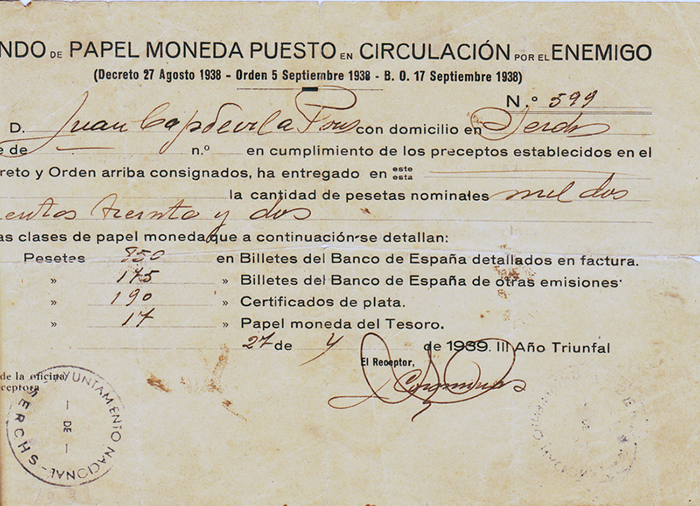 NDO DE PAPEL MONEDA PUESTO EN CIRCULACIÓN POR EL ENEMIGO
(Decreto 27 Agosto 1938 – Orden 5 Septiembre 1938 - B. O. 17 Septiembre 1938)
N.º 599
D. Juan Capdevila Pons con domicilio en Serchs
e de n.º en cumplimiento de los preceptos establecidos en el
reto y Orden arriba consignados, ha entregado en este esta
la cantidad de pesetas nominales mil dos
cientos treinta y dos
as clases de papel moneda que a continuación se detallan:
Pesetas 850 en Billetes del Banco de España detallados en factura.
» 175 » Billetes del Banco de España de otras emisiones
» 190 » Certificados de plata.
» 17 » Papel moneda del Tesoro.
27 de de 1939. III Año Triunfal
El Receptor,
de la oficina
ceptora
AYUNTAMIENTO NACIONAL
- DE -
SERCHS